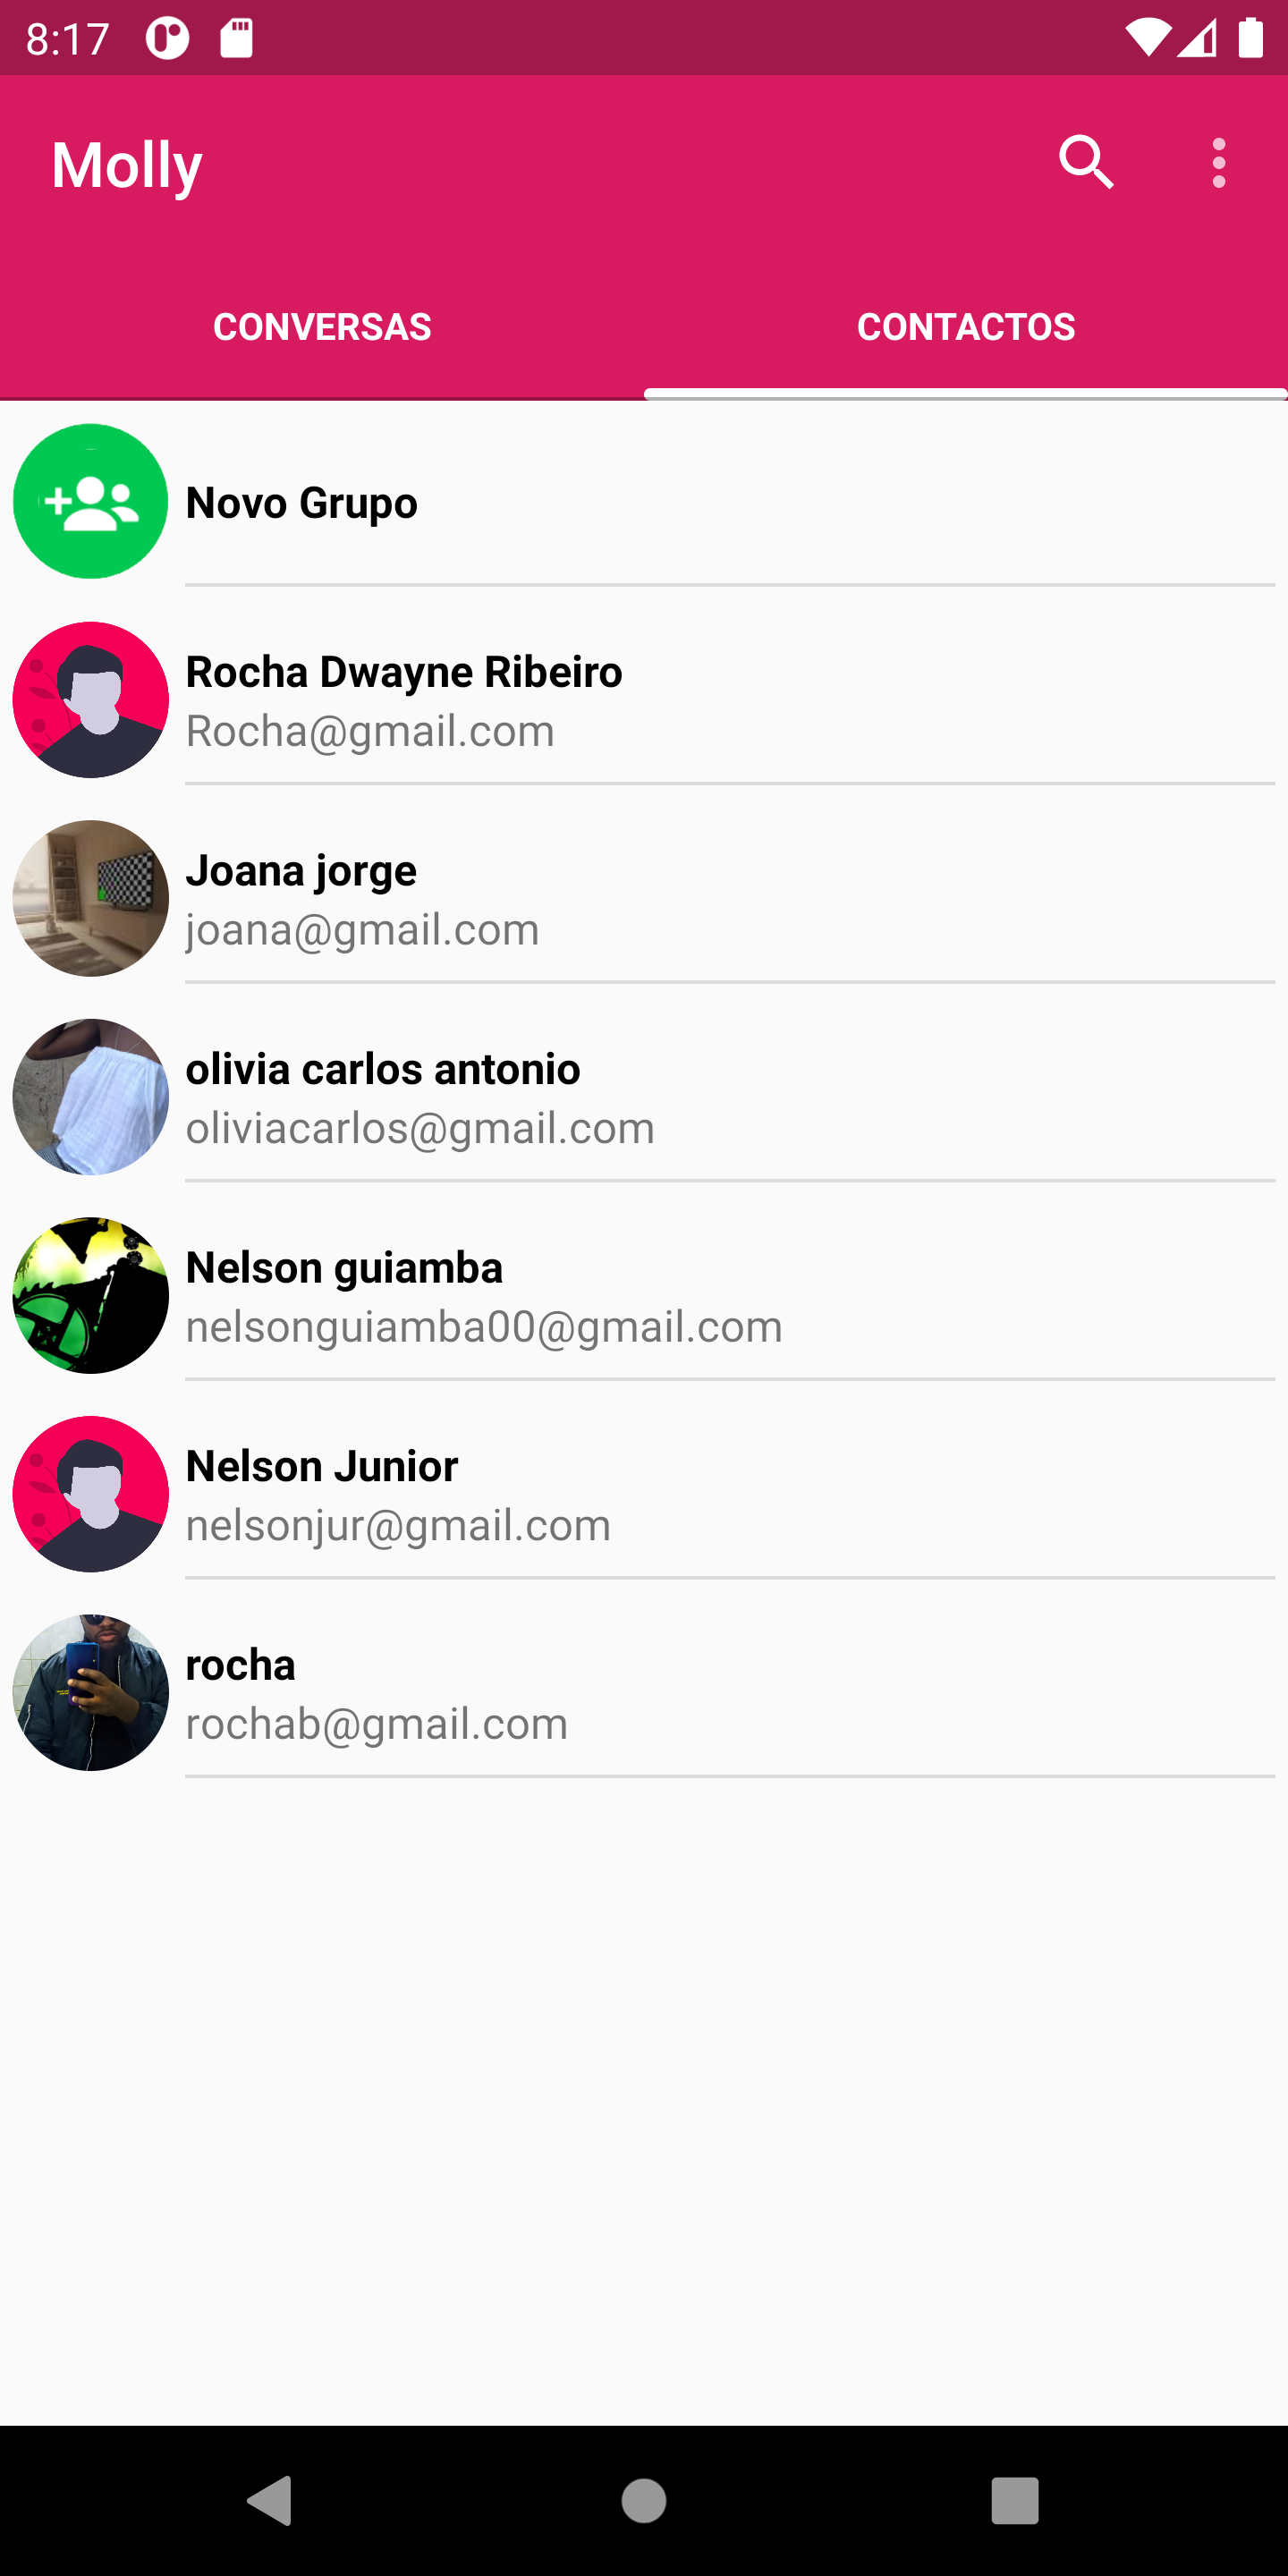 8:17
Molly
CONVERSAS
CONTACTOS
Novo Grupo
Rocha Dwayne Ribeiro
Rocha@gmail.com
Joana jorge
joana@gmail.com
olivia carlos antonio
oliviacarlos@gmail.com
Nelson guiamba
nelsonguiamba00@gmail.com
Nelson Junior
nelsonjur@gmail.com
rocha
rochab@gmail.com